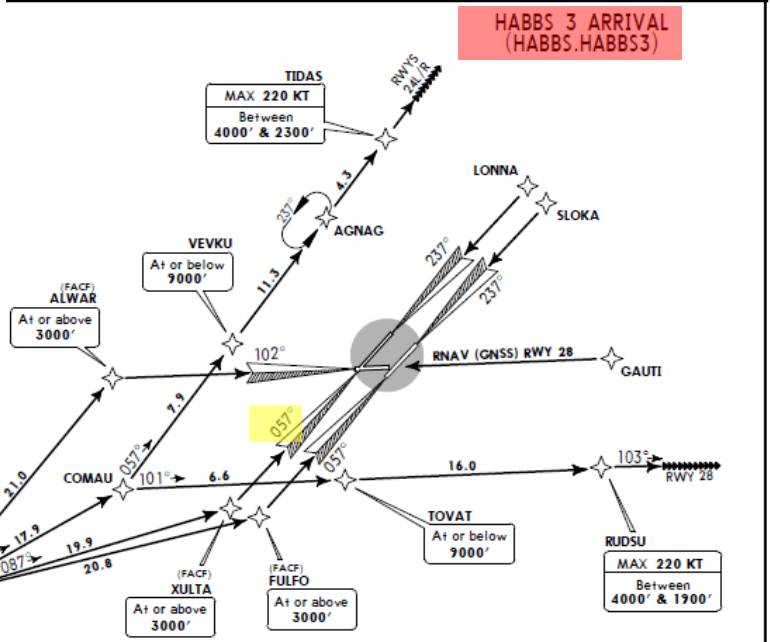 HABBS 3 ARRIVAL
(HABBS.HABBS3)
RWYS
24L/R
TIDAS
MAX 220 KT
Between
4000' & 2300'
4.3
LONNA
SLOKA
237°
AGNAG
VEVKU
At or below
9000'
11.3
237°
237°
(FACF)
ALWAR
At or above
3000'
102°
RNAV (GNSS) RWY 28
GAUTI
7.9
057°
057°
057°
21.0
COMAU
101°
6.6
16.0
103°
RWY 28
TOVAT
At or below
9000'
RUDSU
MAX 220 KT
Between
4000' & 1900'
17.9
087°
19.9
20.8
(FACF)
XULTA
At or above
3000'
(FACF)
FULFO
At or above
3000'